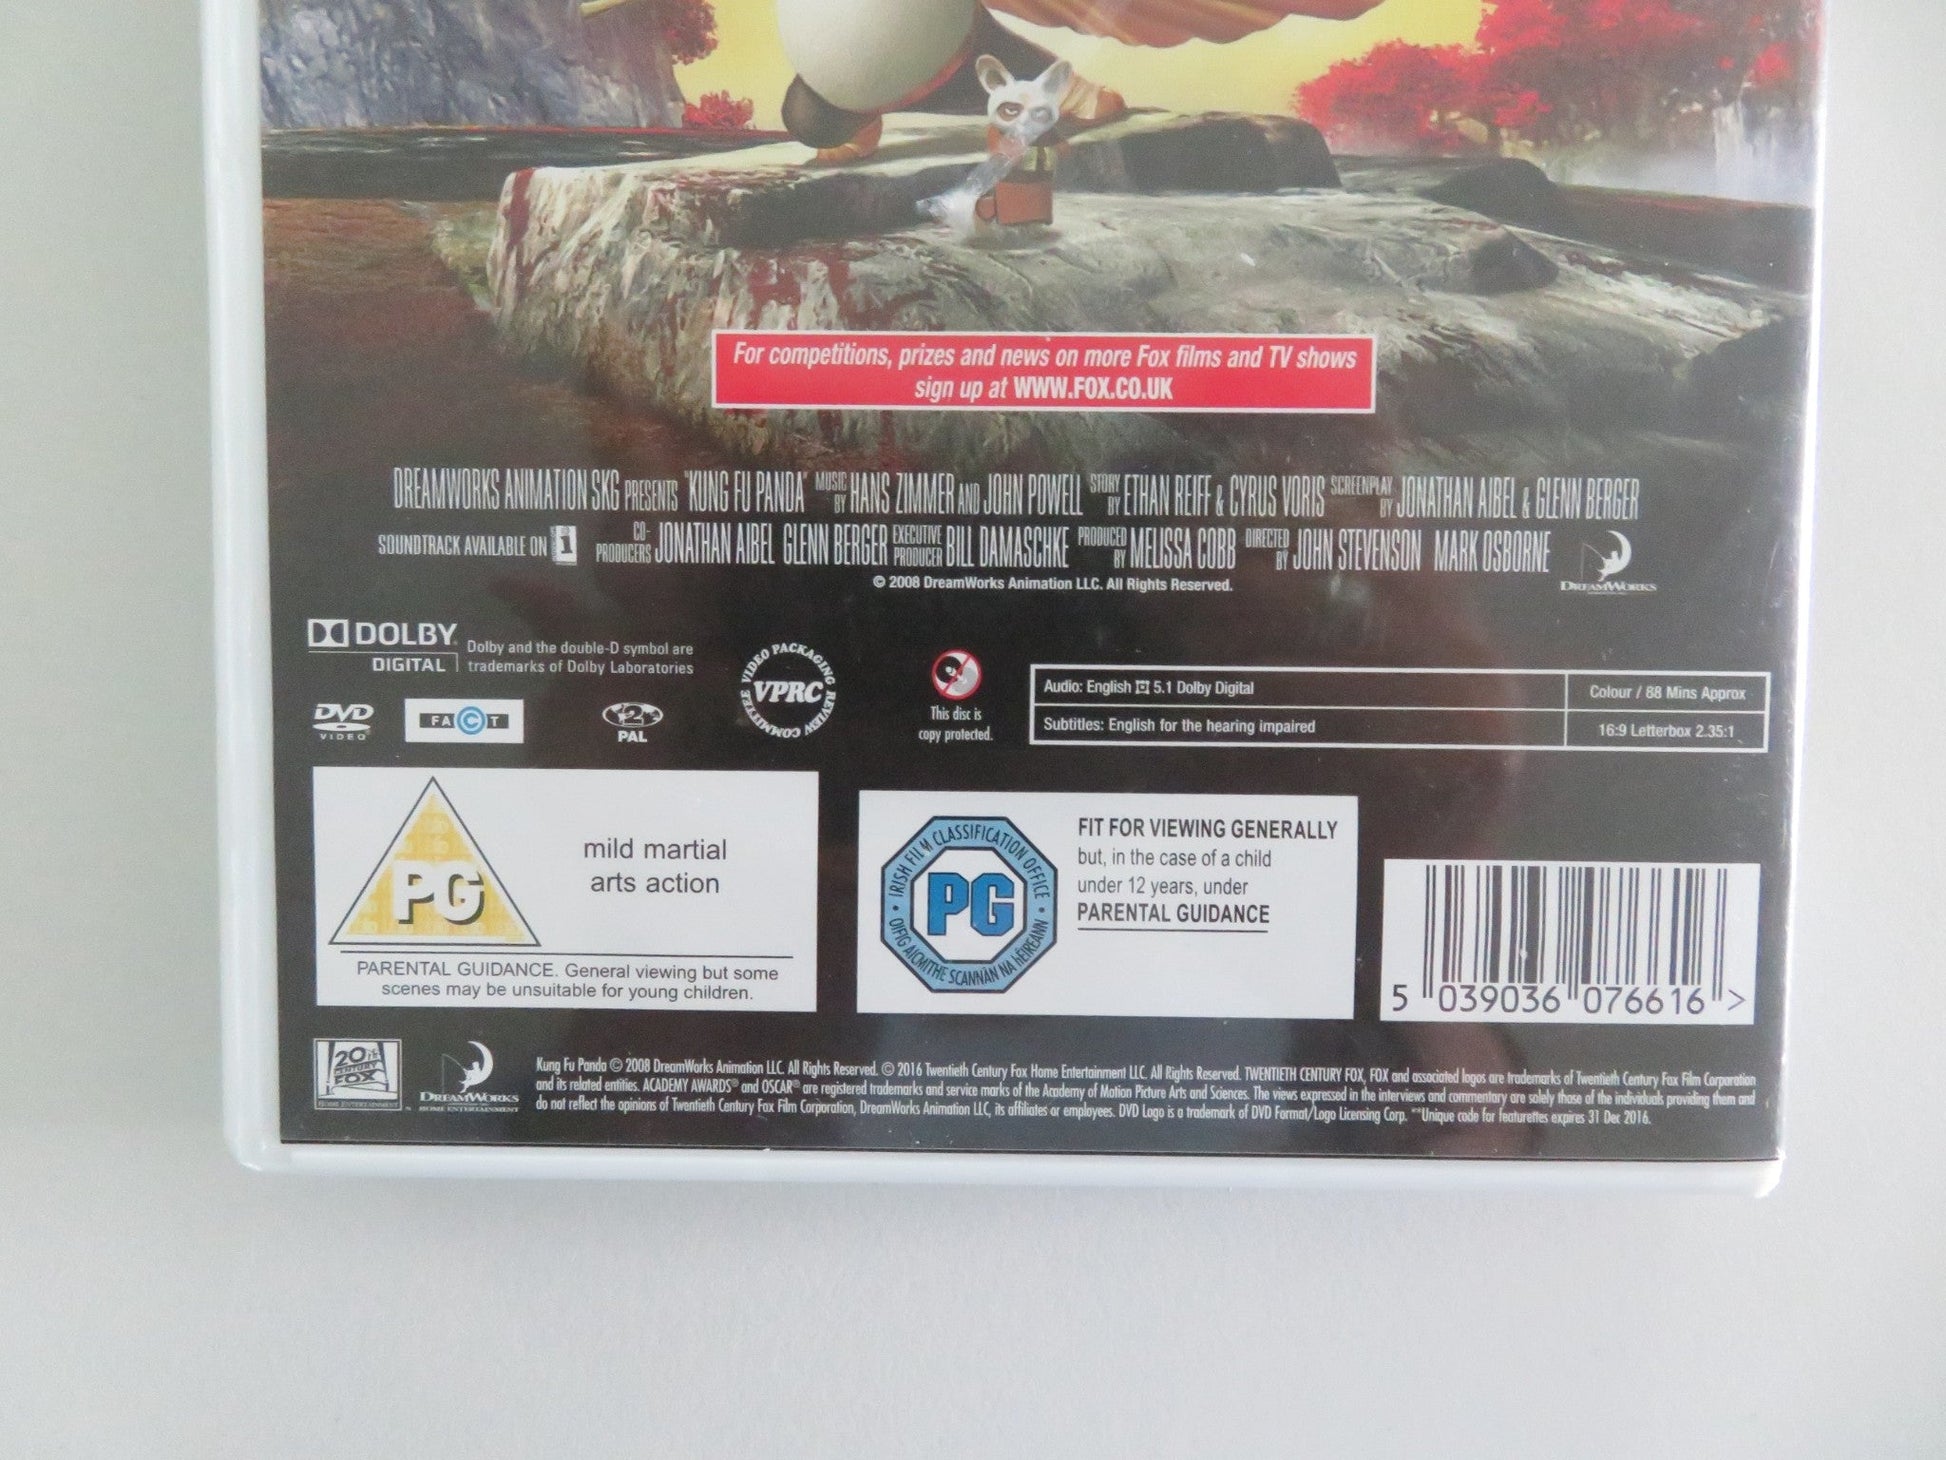 For competitions, prizes and news on more Fox films and TV shows
sign up at WWW.FOX.CO.UK
DREAMWORKS ANIMATION SKG PRESENTS "KUNG FU PANDA" MUSIC BY HANS ZIMMER AND JOHN POWELL STORY BY ETHAN REIFF & CYRUS VORIS SCREENPLAY BY JONATHAN AIBEL & GLENN BERGER
SOUNDTRACK AVAILABLE ON 1 CO-PRODUCERS JONATHAN AIBEL GLENN BERGER EXECUTIVE PRODUCER BILL DAMASCHKE PRODUCED BY MELISSA COBB DIRECTED BY JOHN STEVENSON MARK OSBORNE
DREAMWORKS
© 2008 DreamWorks Animation LLC. All Rights Reserved.
DOLBY
DIGITAL
Dolby and the double-D symbol are
trademarks of Dolby Laboratories
DVD
VIDEO
FACT
2
PAL
VIDEO PACKAGING REVIEW COMMITTEE
VPRC
This disc is
copy protected.
Audio: English 5.1 Dolby Digital
Colour / 88 Mins Approx
Subtitles: English for the hearing impaired
16:9 Letterbox 2.35:1
PG
mild martial
arts action
PARENTAL GUIDANCE. General viewing but some
scenes may be unsuitable for young children.
IRISH FILM CLASSIFICATION OFFICE
PG
OIFIG AICMITHE SCANNÁN NA hÉIREANN
FIT FOR VIEWING GENERALLY
but, in the case of a child
under 12 years, under
PARENTAL GUIDANCE
5 039036 076616 >
20th
CENTURY
FOX
HOME ENTERTAINMENT
DREAMWORKS
HOME ENTERTAINMENT
Kung Fu Panda © 2008 DreamWorks Animation LLC. All Rights Reserved. © 2016 Twentieth Century Fox Home Entertainment LLC. All Rights Reserved. TWENTIETH CENTURY FOX, FOX and associated logos are trademarks of Twentieth Century Fox Film Corporation
and its related entities. ACADEMY AWARDS® and OSCAR® are registered trademarks and service marks of the Academy of Motion Picture Arts and Sciences. The views expressed in the interviews and commentary are solely those of the individuals providing them and
do not reflect the opinions of Twentieth Century Fox Film Corporation, DreamWorks Animation LLC, its affiliates or employees. DVD Logo is a trademark of DVD Format/Logo Licensing Corp. **Unique code for featurettes expires 31 Dec 2016.